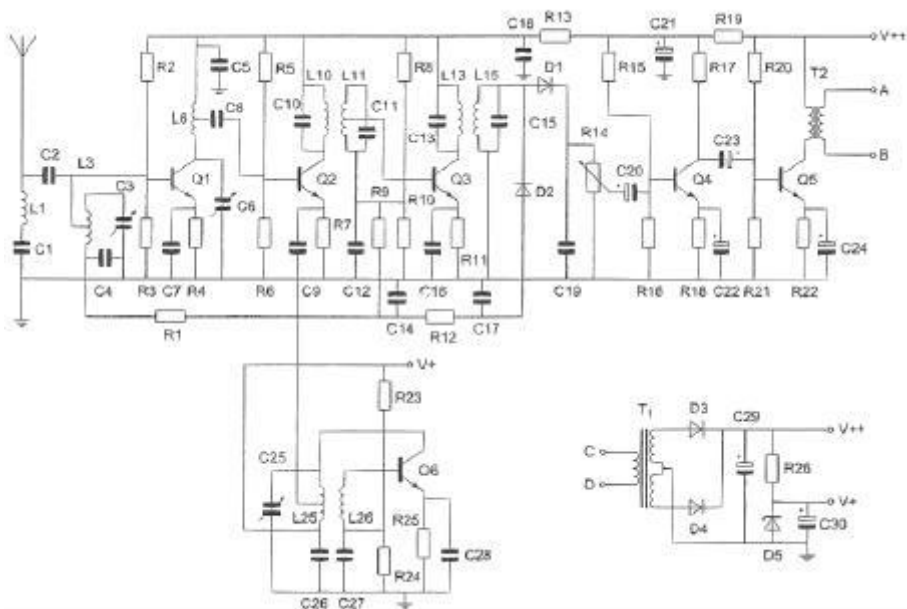 C18 R13 C21 R19
V++
R2 C5 R5 L10 L11 R8 L13 L15 D1 R15 R17 R20 T2
C8 C10 C11 A
L6 C13 C15 R14 C23
C2 L3 B
C3 Q1 Q2 Q3 D2 C20 Q4 Q5
L1 C6 R7 R9 R10
C1 R11 C24
C4 R3 C7 R4 R6 C9 C12 C16 C19 R16 R18 C22 R21 R22
R1 C14 R12 C17
V+
R23
T1 D3 C29 V++
C25 Q6 C
R26
L25 L26 R25 D V+
D4 C30
C28 D5
R24
C26 C27